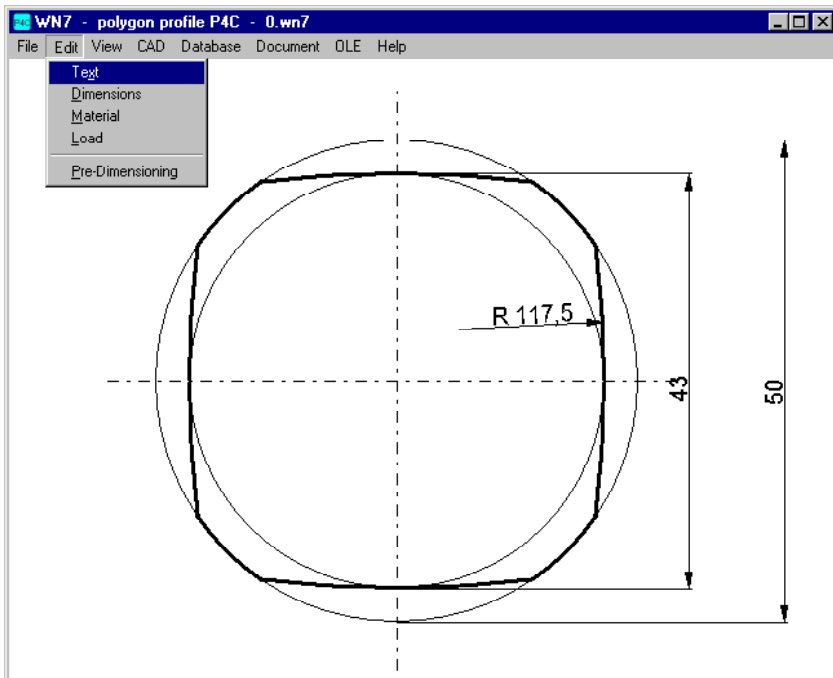 P4C WN7 - polygon profile P4C - 0.wn7
File Edit View CAD Database Document OLE Help
Text
Dimensions
Material
Load
Pre-Dimensioning
R 117,5
43
50